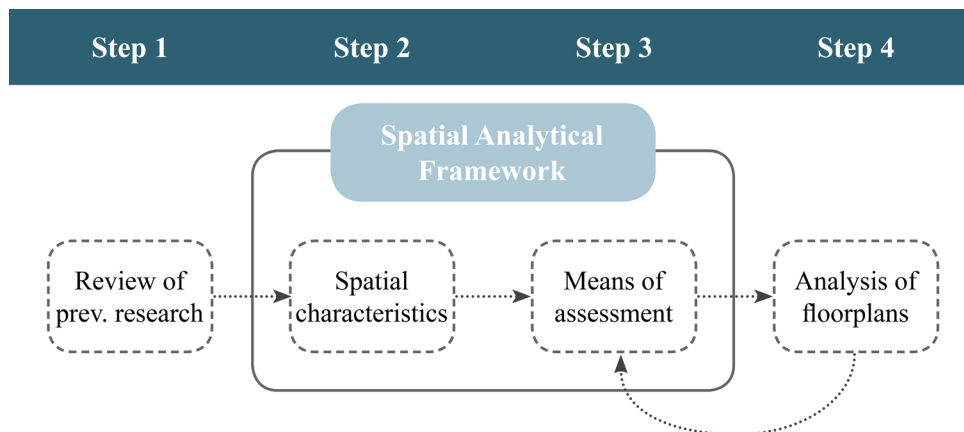 Step 1
Step 2
Step 3
Step 4
Spatial Analytical
Framework
Review of
prev. research
Spatial
characteristics
Means of
assessment
Analysis of
floorplans